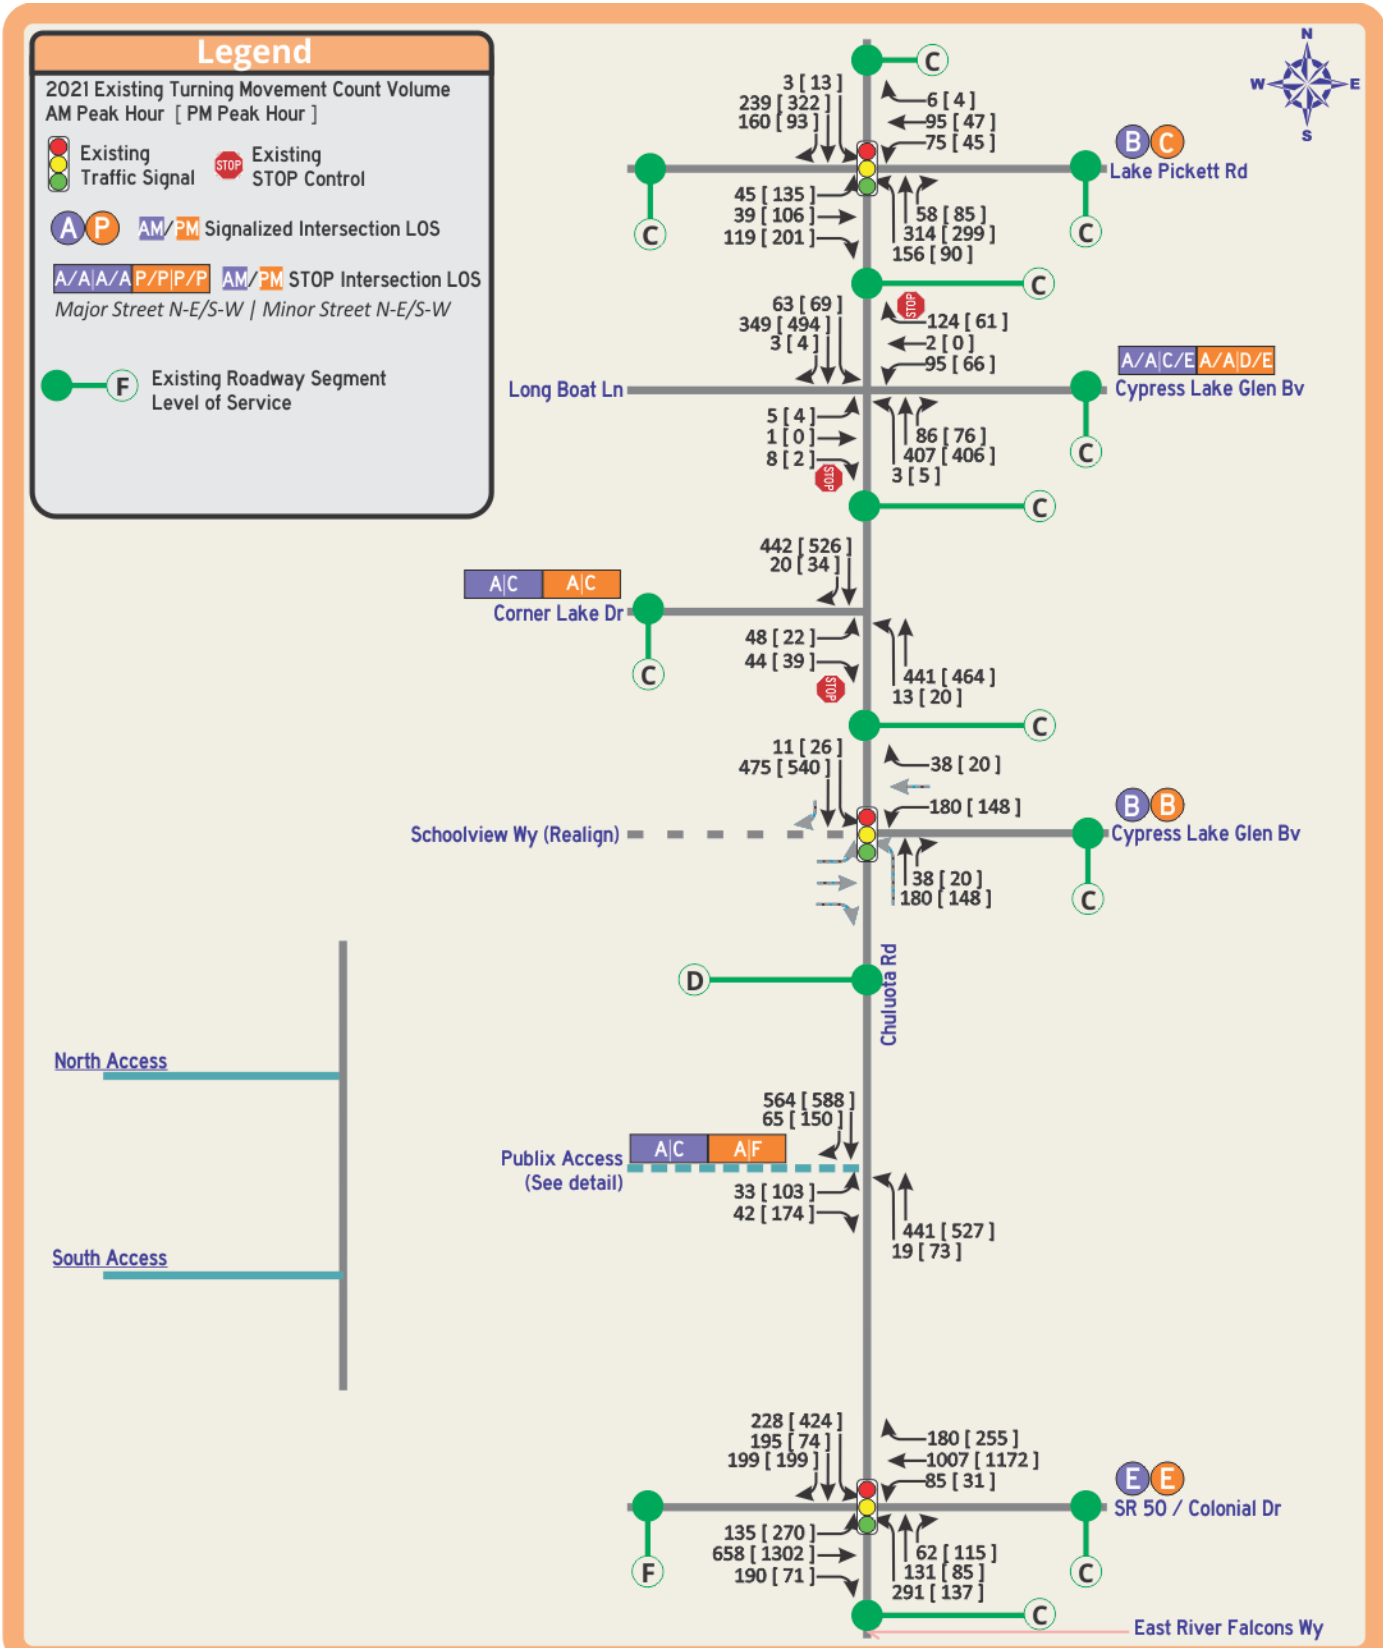 Legend
2021 Existing Turning Movement Count Volume
AM Peak Hour [ PM Peak Hour ]
Existing
Traffic Signal
STOP
Existing
STOP Control
A P AM/PM Signalized Intersection LOS
A/A|A/A P/P|P/P AM/PM STOP Intersection LOS
Major Street N-E/S-W | Minor Street N-E/S-W
F
Existing Roadway Segment
Level of Service
N
W E
S
C
3 [ 13 ]
239 [ 322 ]
160 [ 93 ]
6 [ 4 ]
95 [ 47 ]
75 [ 45 ]
B C
Lake Pickett Rd
45 [ 135 ]
39 [ 106 ]
119 [ 201 ]
58 [ 85 ]
314 [ 299 ]
156 [ 90 ]
C
C
C
63 [ 69 ]
349 [ 494 ]
3 [ 4 ]
STOP
124 [ 61 ]
2 [ 0 ]
95 [ 66 ]
A/A|C/E A/A|D/E
Long Boat Ln
Cypress Lake Glen Bv
5 [ 4 ]
1 [ 0 ]
8 [ 2 ]
STOP
86 [ 76 ]
407 [ 406 ]
3 [ 5 ]
C
C
442 [ 526 ]
20 [ 34 ]
A|C A|C
Corner Lake Dr
48 [ 22 ]
44 [ 39 ]
STOP
441 [ 464 ]
13 [ 20 ]
C
C
11 [ 26 ]
475 [ 540 ]
38 [ 20 ]
180 [ 148 ]
B B
Schoolview Wy (Realign)
Cypress Lake Glen Bv
38 [ 20 ]
180 [ 148 ]
C
D
Chuluota Rd
North Access
South Access
564 [ 588 ]
65 [ 150 ]
A|C A|F
Publix Access
(See detail)
33 [ 103 ]
42 [ 174 ]
441 [ 527 ]
19 [ 73 ]
228 [ 424 ]
195 [ 74 ]
199 [ 199 ]
180 [ 255 ]
1007 [ 1172 ]
85 [ 31 ]
E E
SR 50 / Colonial Dr
135 [ 270 ]
658 [ 1302 ]
190 [ 71 ]
62 [ 115 ]
131 [ 85 ]
291 [ 137 ]
F
C
C
East River Falcons Wy